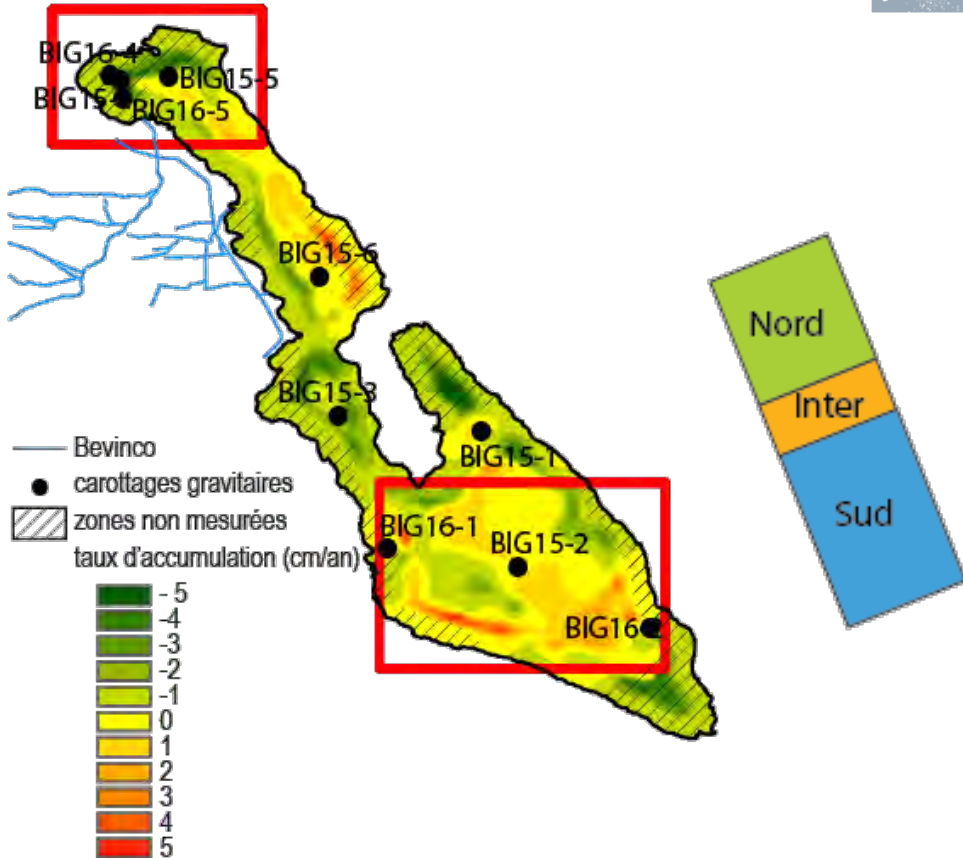 BIG16-4
BIG15-5
BIG15-
BIG16-5
BIG15-6
Nord
Inter
Sud
BIG15-3
BIG15-1
Bevinco
carottages gravitaires
zones non mesurées
taux d'accumulation (cm/an)
BIG16-1
BIG15-2
BIG16-
- 5
-4
-3
-2
-1
0
1
2
3
4
5